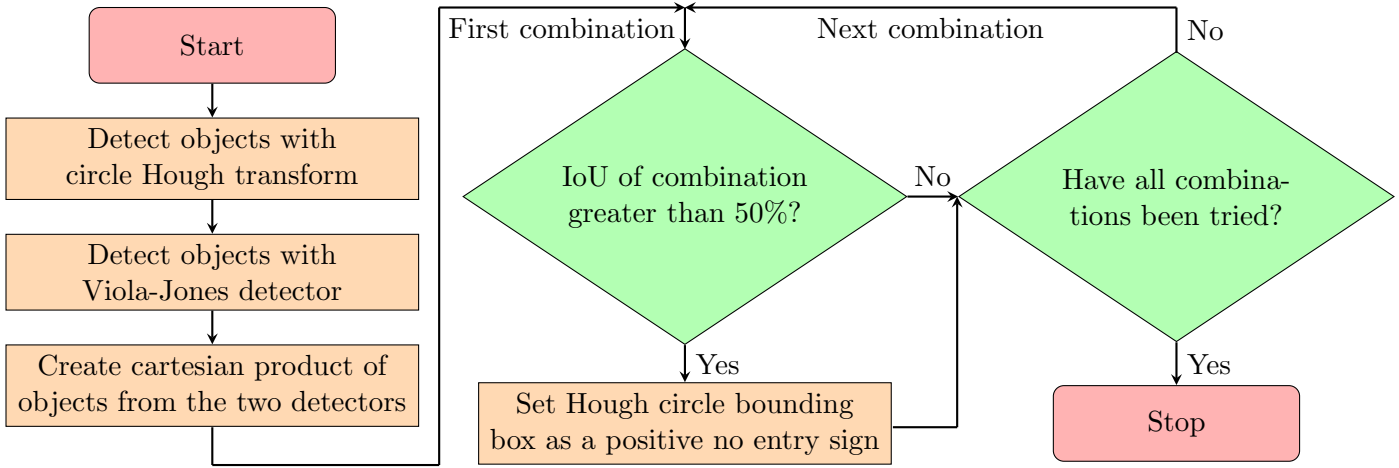 Start
Detect objects with
circle Hough transform
Detect objects with
Viola-Jones detector
Create cartesian product of
objects from the two detectors
First combination
IoU of combination
greater than 50%?
No
Yes
Set Hough circle bounding
box as a positive no entry sign
Next combination
No
Have all combina-
tions been tried?
Yes
Stop